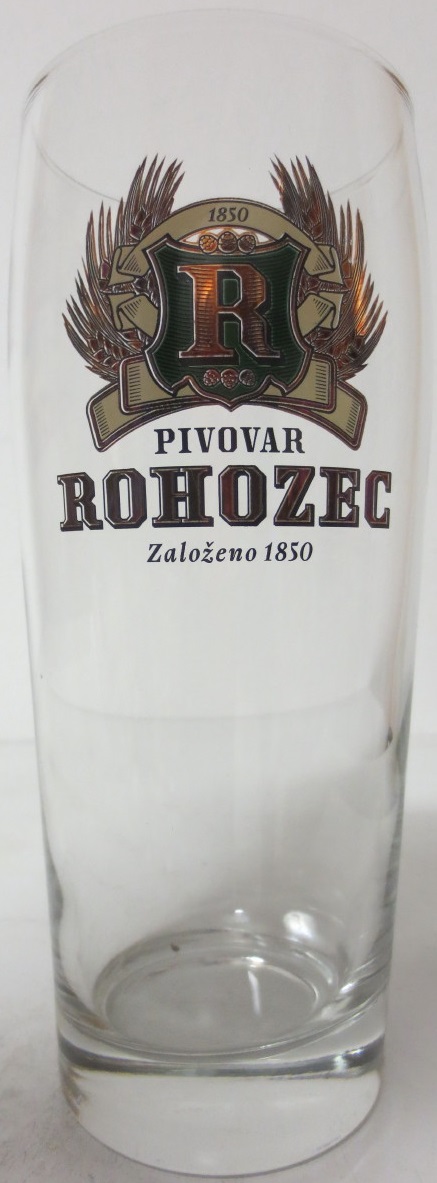 1850
R
PIVOVAR
ROHOZEC
Založeno 1850